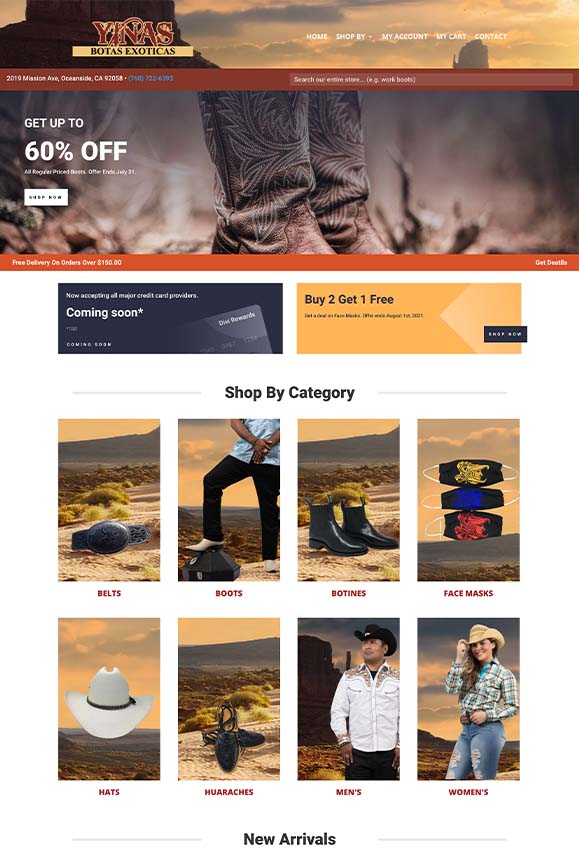 YINAS
BOTAS EXOTICAS
HOME SHOP BY MY ACCOUNT MY CART CONTACT
2019 Mission Ave, Oceanside, CA 92058 • (760) 722-6393
Search our entire store... (e.g. work boots)
GET UP TO
60% OFF
All Regular Priced Boots. Offer Ends July 31.
SHOP NOW
Free Delivery On Orders Over $150.00
Get Deatils
Now accepting all major credit card providers.
Coming soon*
*TBD
COMING SOON
Divi Rewards
Buy 2 Get 1 Free
Get a deal on Face Masks. Offer ends August 1st, 2021.
SHOP NOW
Shop By Category
BELTS
BOOTS
BOTINES
FACE MASKS
HATS
HUARACHES
MEN'S
WOMEN'S
New Arrivals